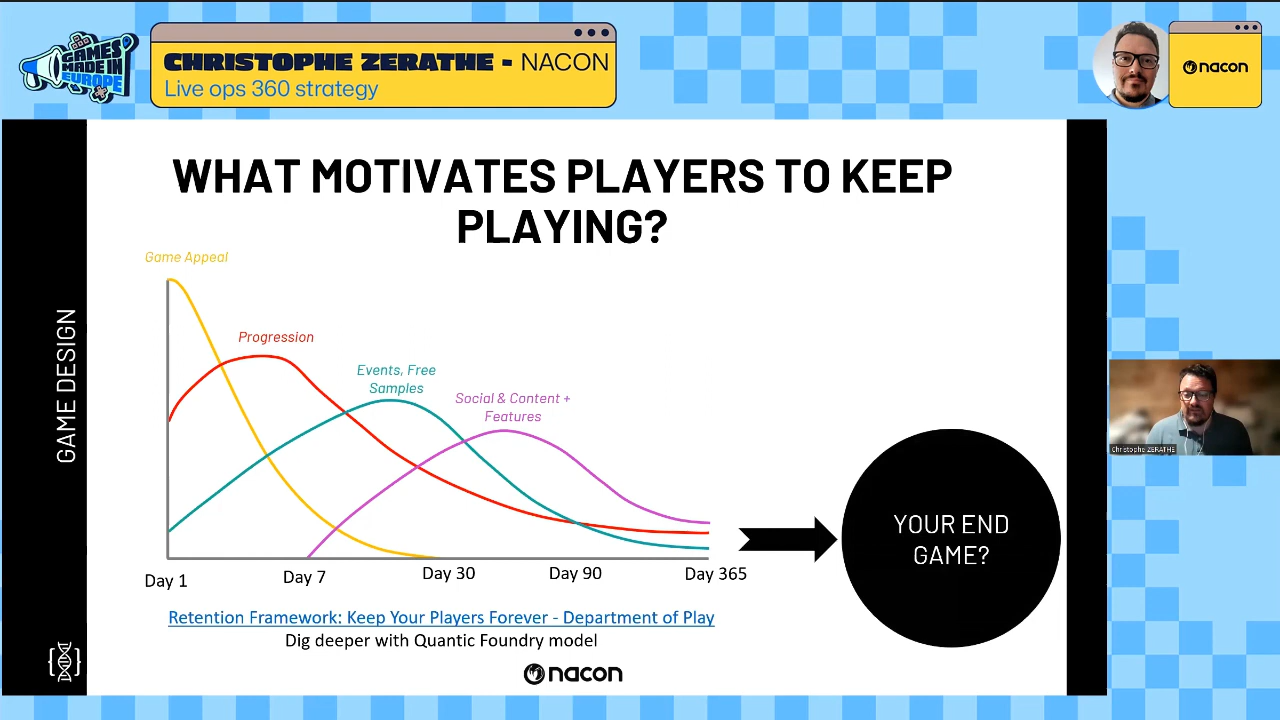 GAMES
MADE IN
EUROPE
CHRISTOPHE ZERATHE - NACON
Live ops 360 strategy
nacon
GAME DESIGN
WHAT MOTIVATES PLAYERS TO KEEP
PLAYING?
Game Appeal
Progression
Events, Free
Samples
Social & Content +
Features
Day 1
Day 7
Day 30
Day 90
Day 365
YOUR END
GAME?
Retention Framework: Keep Your Players Forever - Department of Play
Dig deeper with Quantic Foundry model
nacon
Christophe ZERATHE